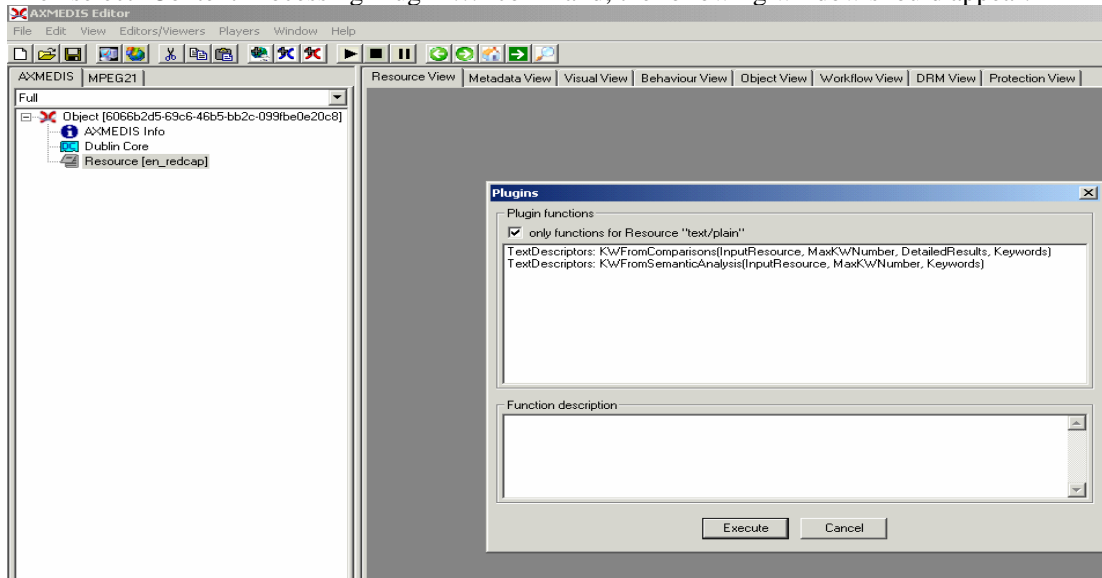 AXMEDIS Editor
File Edit View Editors/Viewers Players Window Help
AXMEDIS MPEG21
Resource View Metadata View Visual View Behaviour View Object View Workflow View DRM View Protection View
Full
Object [6066b2d5-69c6-46b5-bb2c-099fbe0e20c8]
AXMEDIS Info
Dublin Core
Resource [en_redcap]
Plugins
Plugin functions
only functions for Resource "text/plain"
TextDescriptors: KWFromComparisons(InputResource, MaxKWNumber, DetailedResults, Keywords)
TextDescriptors: KWFromSemanticAnalysis(InputResource, MaxKWNumber, Keywords)
Function description
Execute Cancel